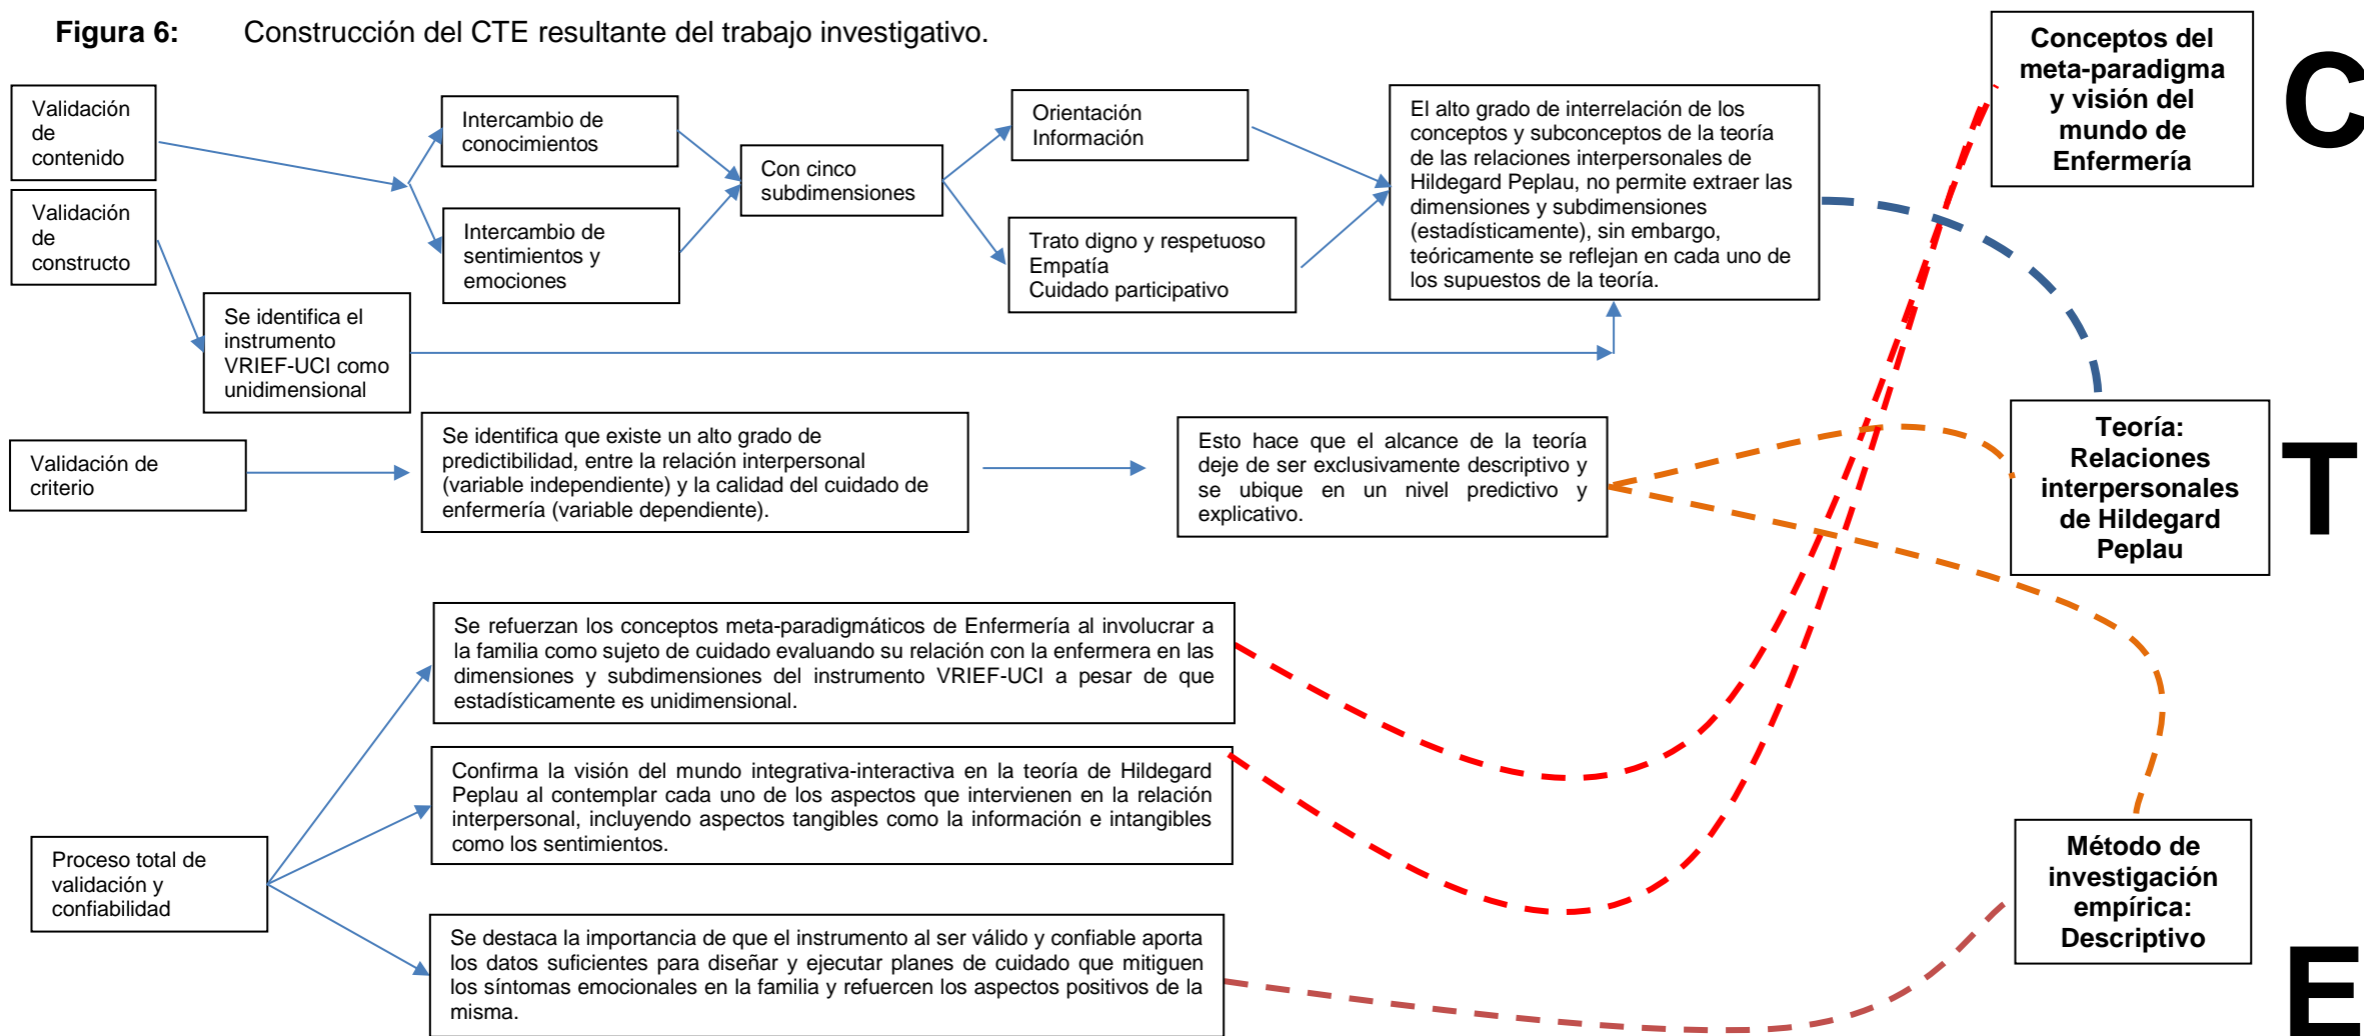 Figura 6: Construcción del CTE resultante del trabajo investigativo.
Validación
de
contenido
Validación
de
constructo
Se identifica el
instrumento
VRIEF-UCI como
unidimensional
Intercambio de
conocimientos
Intercambio de
sentimientos y
emociones
Con cinco
subdimensiones
Orientación
Información
Trato digno y respetuoso
Empatía
Cuidado participativo
El alto grado de interrelación de los
conceptos y subconceptos de la teoría
de las relaciones interpersonales de
Hildegard Peplau, no permite extraer las
dimensiones y subdimensiones
(estadísticamente), sin embargo,
teóricamente se reflejan en cada uno de
los supuestos de la teoría.
Conceptos del
meta-paradigma
y visión del
mundo de
Enfermería
C
Validación de
criterio
Se identifica que existe un alto grado de
predictibilidad, entre la relación interpersonal
(variable independiente) y la calidad del cuidado de
enfermería (variable dependiente).
Esto hace que el alcance de la teoría
deje de ser exclusivamente descriptivo y
se ubique en un nivel predictivo y
explicativo.
Teoría:
Relaciones
interpersonales
de Hildegard
Peplau
T
Proceso total de
validación y
confiabilidad
Se refuerzan los conceptos meta-paradigmáticos de Enfermería al involucrar a
la familia como sujeto de cuidado evaluando su relación con la enfermera en las
dimensiones y subdimensiones del instrumento VRIEF-UCI a pesar de que
estadísticamente es unidimensional.
Confirma la visión del mundo integrativa-interactiva en la teoría de Hildegard
Peplau al contemplar cada uno de los aspectos que intervienen en la relación
interpersonal, incluyendo aspectos tangibles como la información e intangibles
como los sentimientos.
Se destaca la importancia de que el instrumento al ser válido y confiable aporta
los datos suficientes para diseñar y ejecutar planes de cuidado que mitiguen
los síntomas emocionales en la familia y refuercen los aspectos positivos de la
misma.
Método de
investigación
empírica:
Descriptivo
E